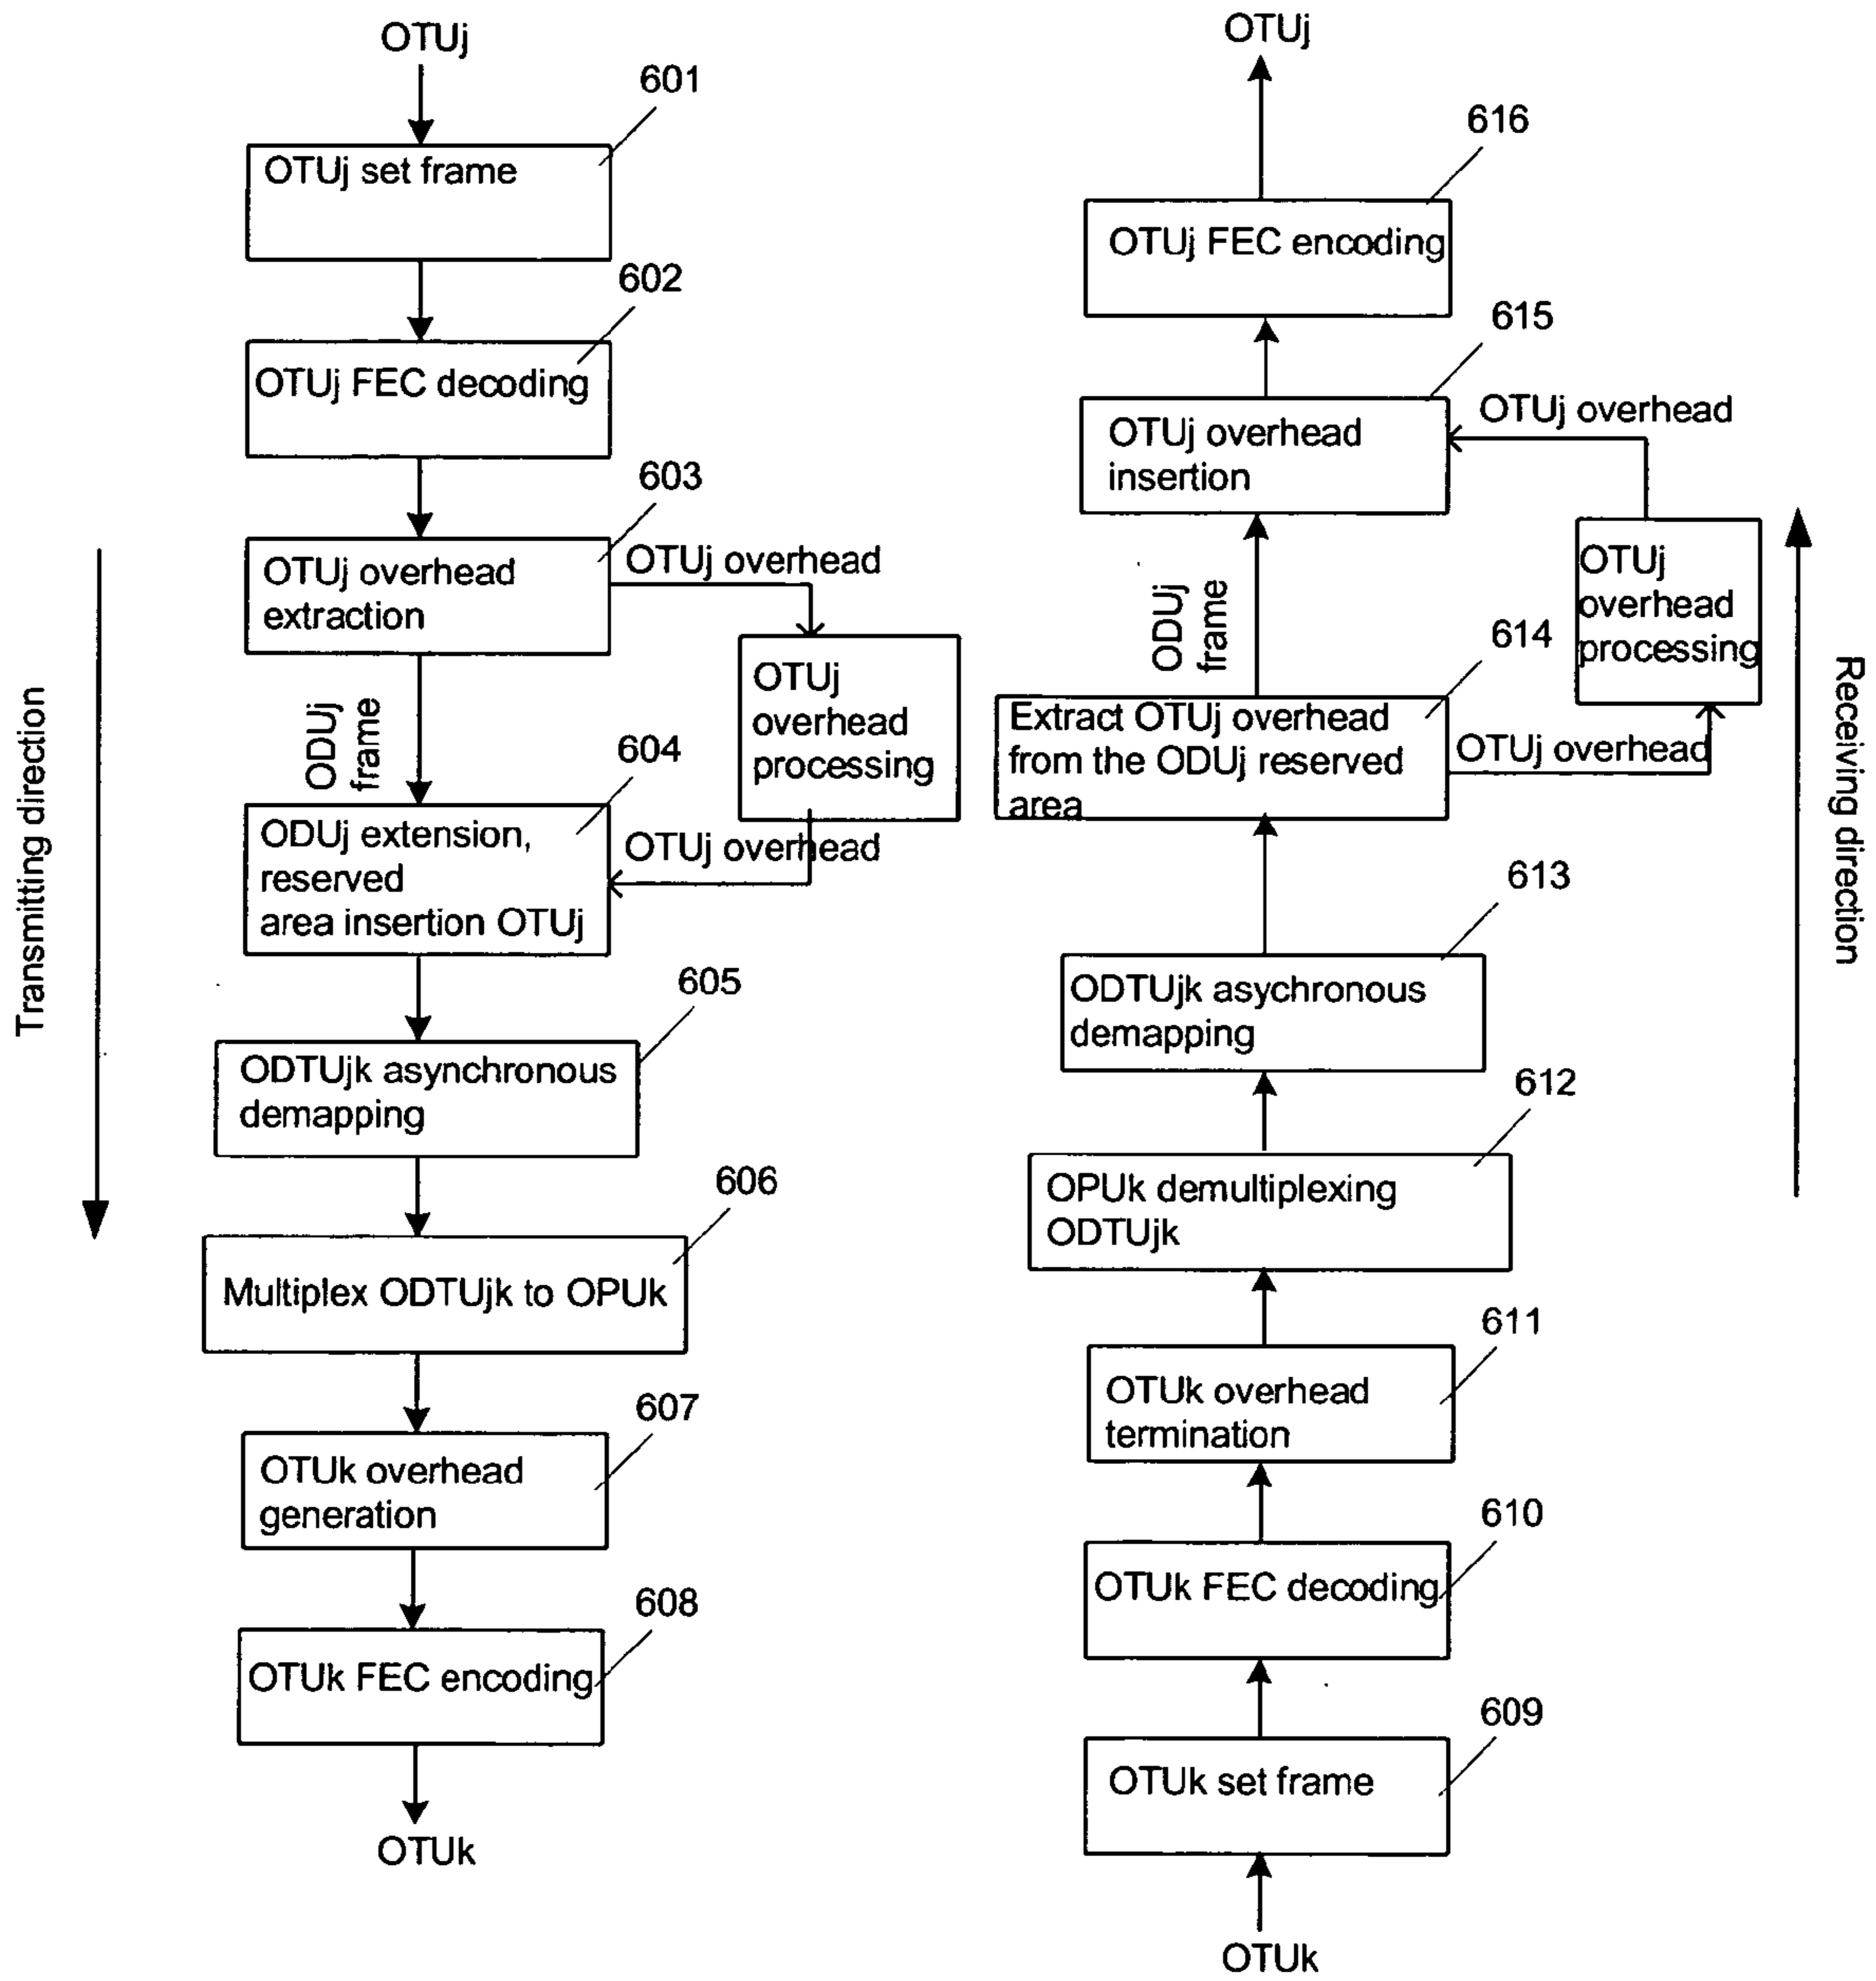 OTUj
601
OTUj set frame
602
OTUj FEC decoding
603
OTUj overhead
extraction
OTUj overhead
OTUj
overhead
processing
ODUj
frame
604
ODUj extension,
reserved
area insertion OTUj
OTUj overhead
605
ODTUjk asynchronous
demapping
606
Multiplex ODTUjk to OPUk
607
OTUk overhead
generation
608
OTUk FEC encoding
OTUk
Transmitting direction
OTUj
616
OTUj FEC encoding
615
OTUj overhead
insertion
OTUj overhead
OTUj
overhead
processing
ODUj
frame
614
Extract OTUj overhead
from the ODUj reserved
area
OTUj overhead
613
ODTUjk asychronous
demapping
612
OPUk demultiplexing
ODTUjk
611
OTUk overhead
termination
610
OTUk FEC decoding
609
OTUk set frame
OTUk
Receiving direction